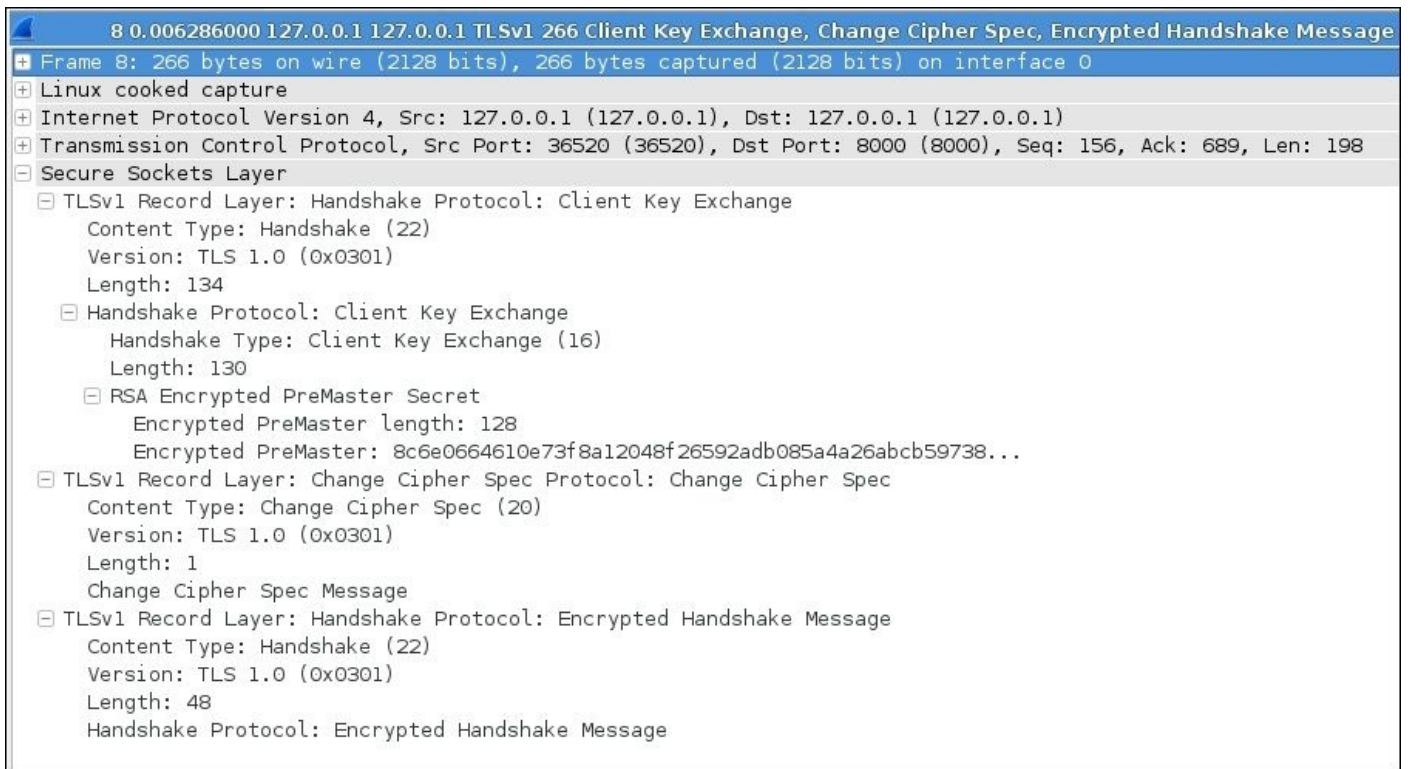 8 0.006286000 127.0.0.1 127.0.0.1 TLSv1 266 Client Key Exchange, Change Cipher Spec, Encrypted Handshake Message
Frame 8: 266 bytes on wire (2128 bits), 266 bytes captured (2128 bits) on interface 0
Linux cooked capture
Internet Protocol Version 4, Src: 127.0.0.1 (127.0.0.1), Dst: 127.0.0.1 (127.0.0.1)
Transmission Control Protocol, Src Port: 36520 (36520), Dst Port: 8000 (8000), Seq: 156, Ack: 689, Len: 198
Secure Sockets Layer
TLSv1 Record Layer: Handshake Protocol: Client Key Exchange
Content Type: Handshake (22)
Version: TLS 1.0 (0x0301)
Length: 134
Handshake Protocol: Client Key Exchange
Handshake Type: Client Key Exchange (16)
Length: 130
RSA Encrypted PreMaster Secret
Encrypted PreMaster length: 128
Encrypted PreMaster: 8c6e0664610e73f8a12048f26592adb085a4a26abcb59738...
TLSv1 Record Layer: Change Cipher Spec Protocol: Change Cipher Spec
Content Type: Change Cipher Spec (20)
Version: TLS 1.0 (0x0301)
Length: 1
Change Cipher Spec Message
TLSv1 Record Layer: Handshake Protocol: Encrypted Handshake Message
Content Type: Handshake (22)
Version: TLS 1.0 (0x0301)
Length: 48
Handshake Protocol: Encrypted Handshake Message